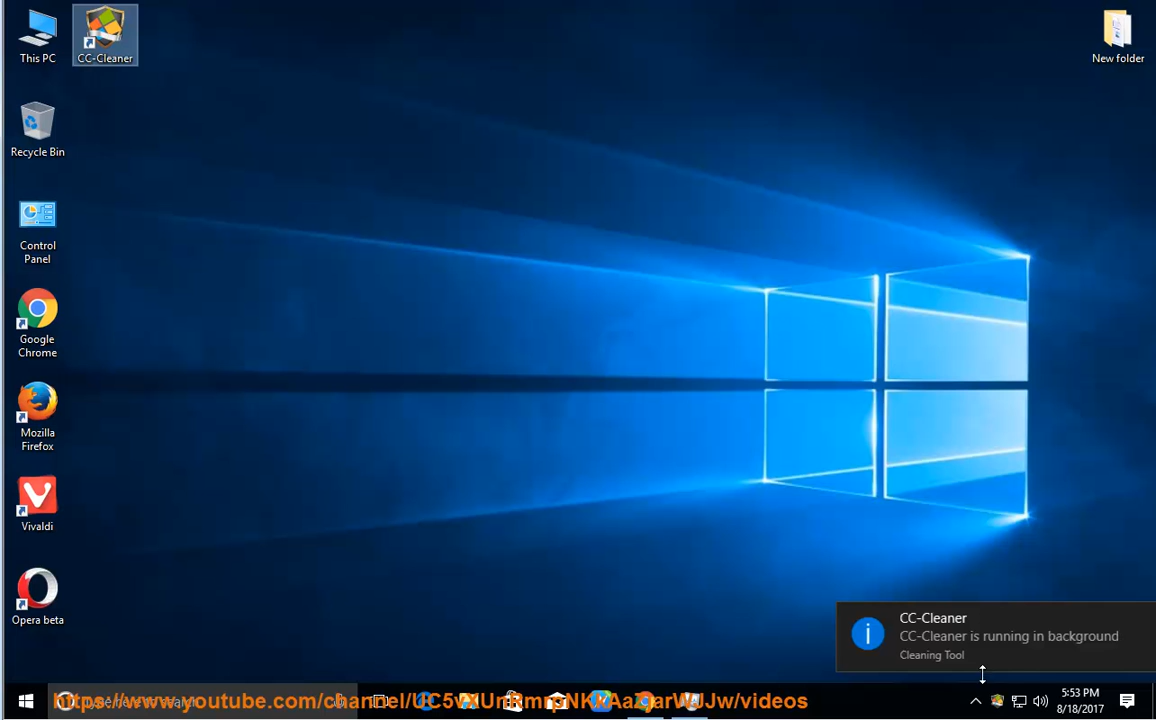 This PC
CC-Cleaner
New folder
Recycle Bin
Control
Panel
Google
Chrome
Mozilla
Firefox
Vivaldi
Opera beta
CC-Cleaner
CC-Cleaner is running in background
Cleaning Tool
5:53 PM
8/18/2017